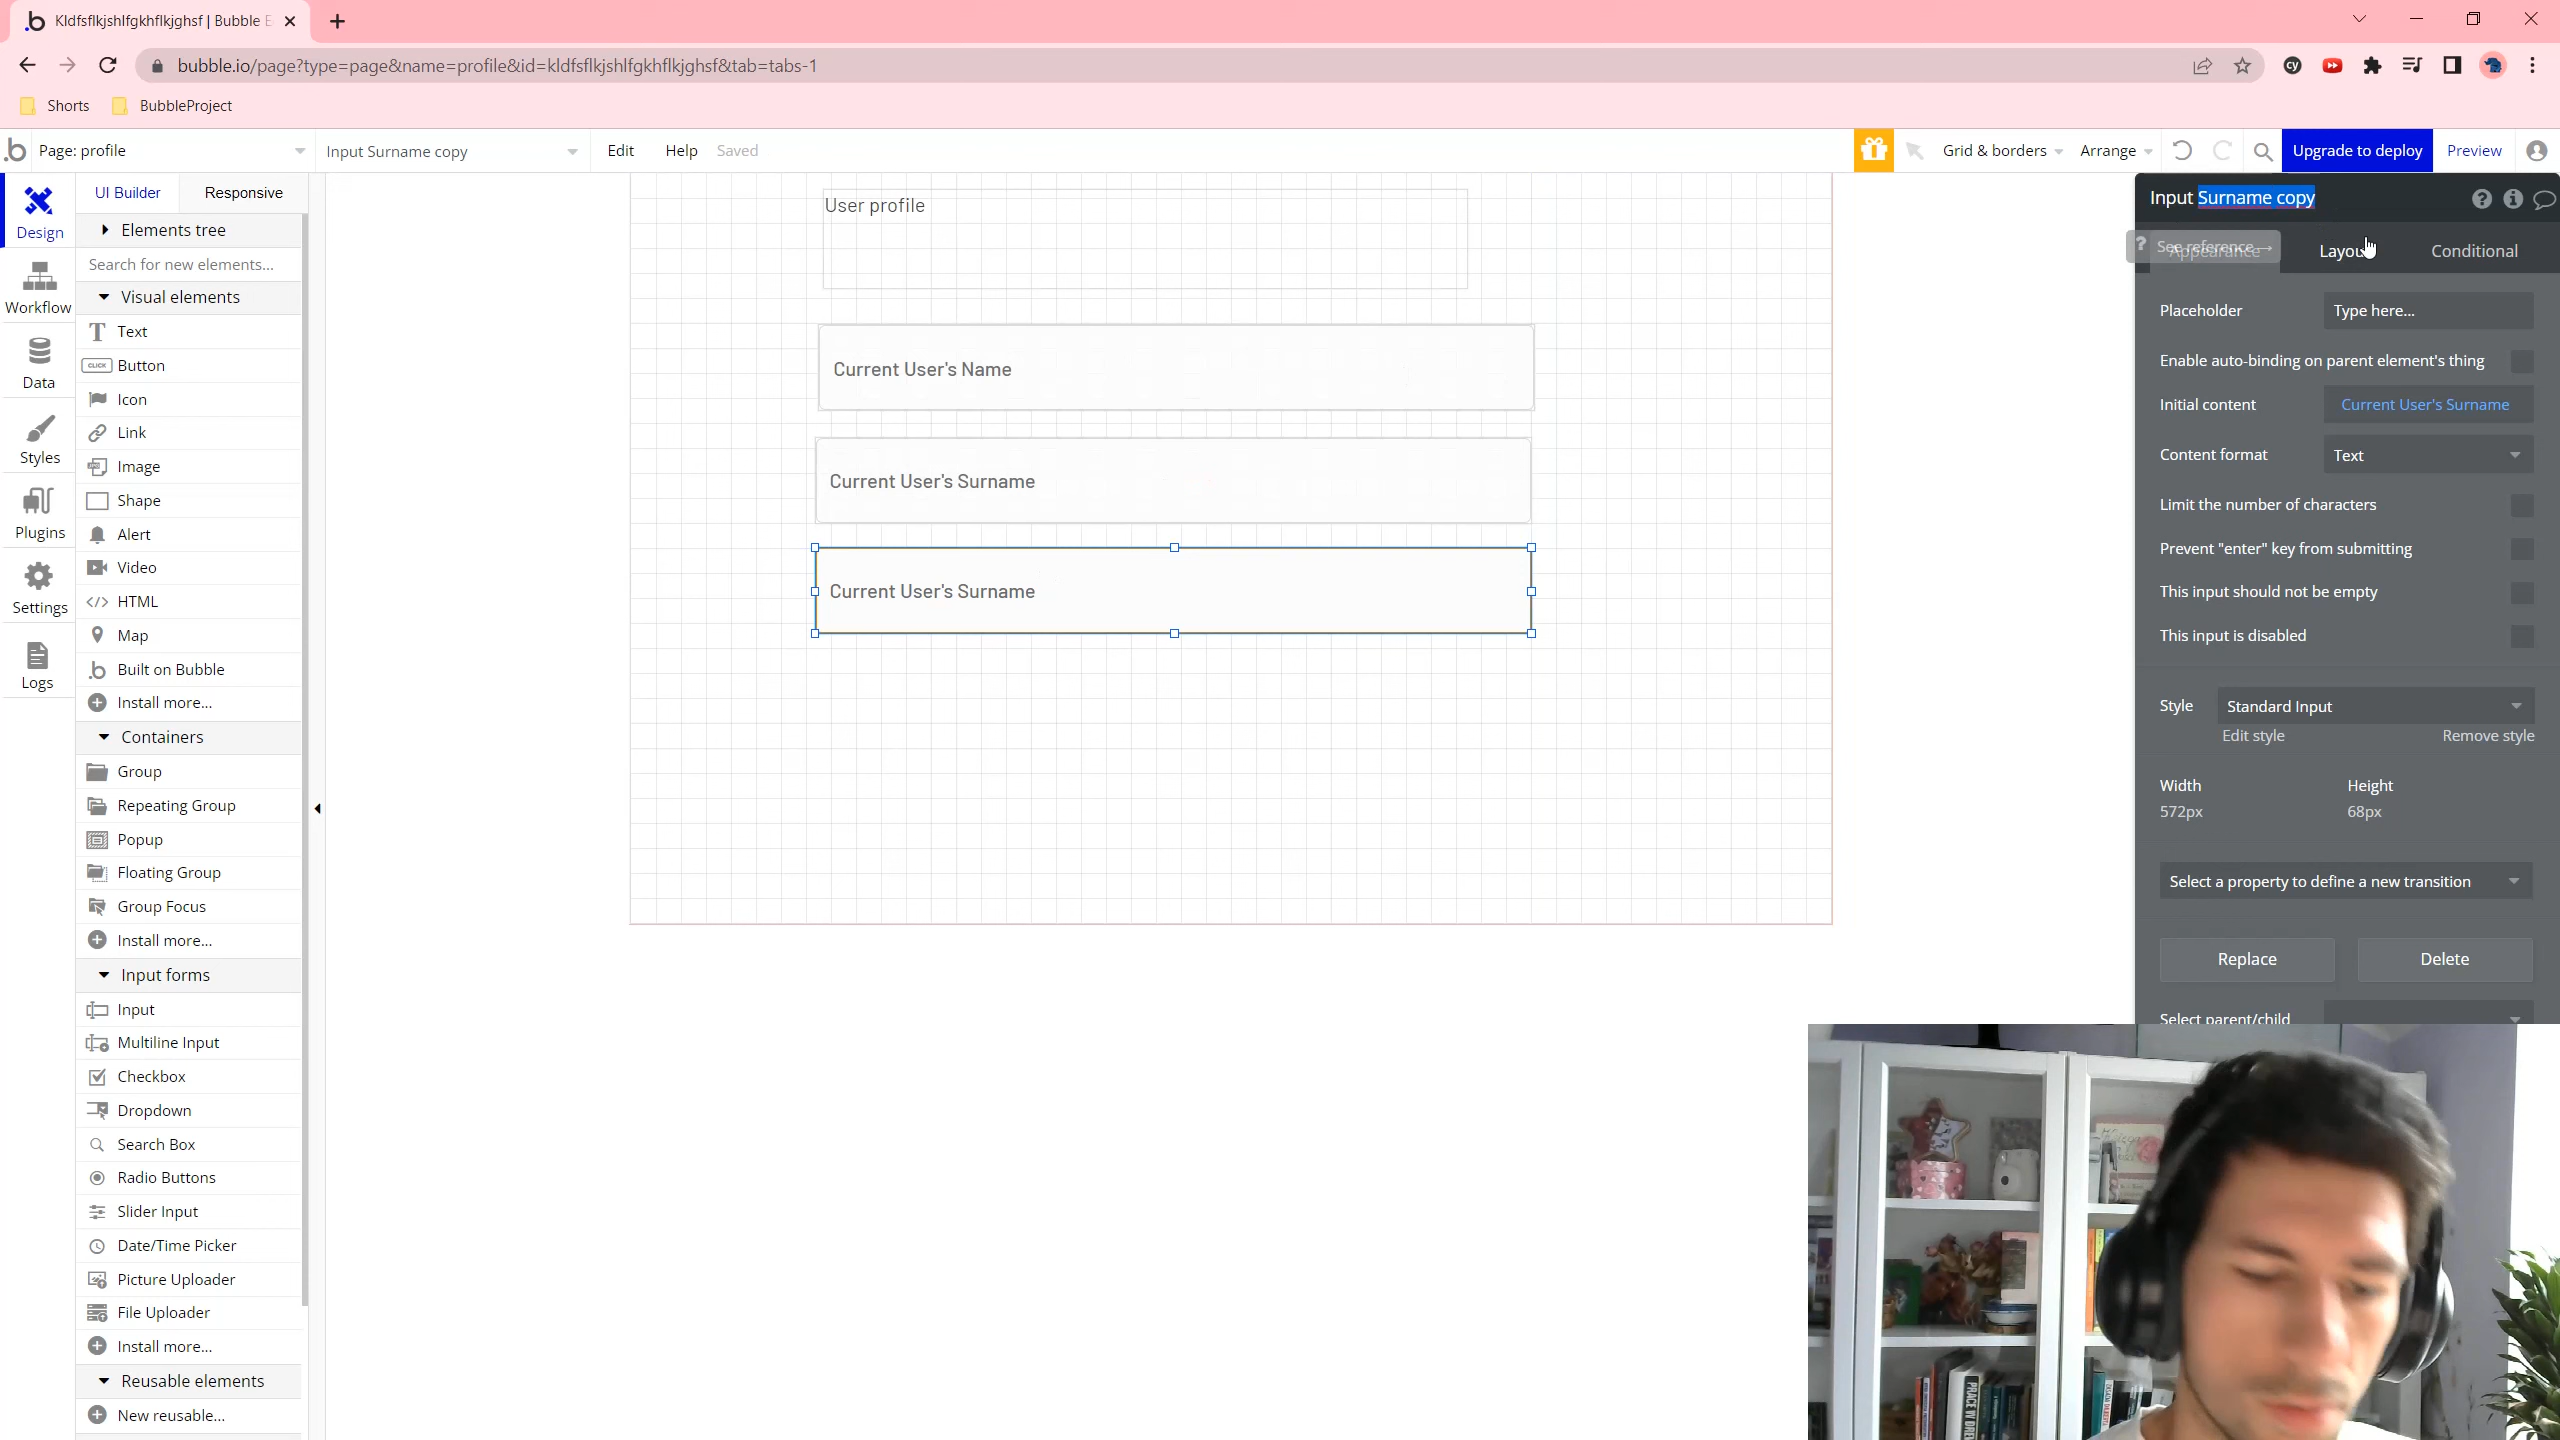 Kldfsflkjshlfgkhflkjghsf | Bubble E
bubble.io/page?type=page&name=profile&id=kldfsflkjshlfgkhflkjghsf&tab=tabs-1
Shorts
BubbleProject
Page: profile
Input Surname copy
Edit
Help
Saved
Grid & borders
Arrange
Upgrade to deploy
Preview
Design
Workflow
Data
Styles
Plugins
Settings
Logs
UI Builder
Responsive
Elements tree
Search for new elements...
Visual elements
Text
CLICK Button
Icon
Link
Image
Shape
Alert
Video
HTML
Map
Built on Bubble
Install more...
Containers
Group
Repeating Group
Popup
Floating Group
Group Focus
Install more...
Input forms
Input
Multiline Input
Checkbox
Dropdown
Search Box
Radio Buttons
Slider Input
Date/Time Picker
Picture Uploader
File Uploader
Install more...
Reusable elements
New reusable...
User profile
Current User's Name
Current User's Surname
Current User's Surname
Input Surname copy
See reference→
Appearance
Layout
Conditional
Placeholder
Type here...
Enable auto-binding on parent element's thing
Initial content
Current User's Surname
Content format
Text
Limit the number of characters
Prevent "enter" key from submitting
This input should not be empty
This input is disabled
Style
Standard Input
Edit style
Remove style
Width
Height
572px
68px
Select a property to define a new transition
Replace
Delete
Select parent/child